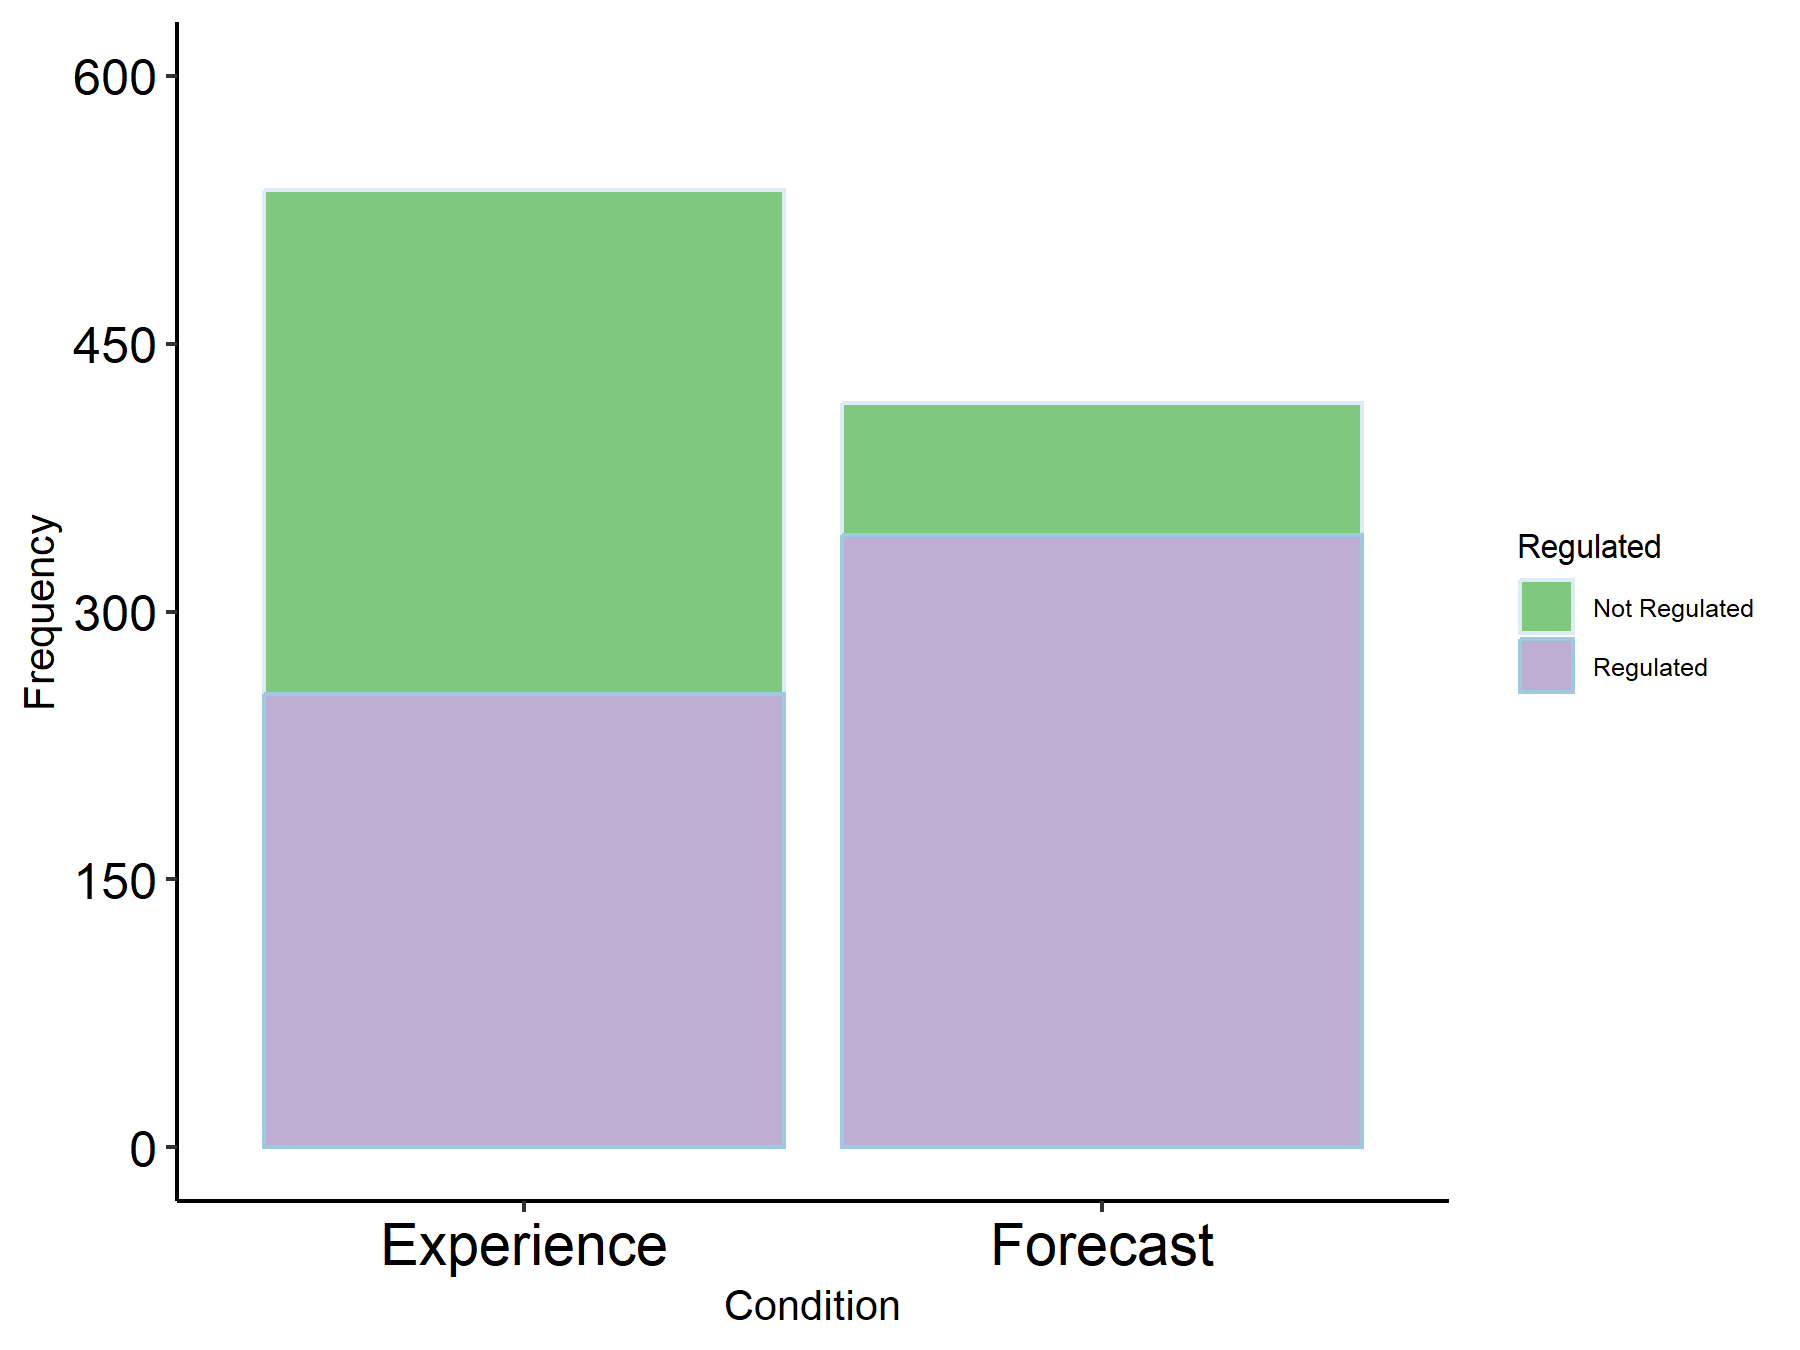 600
450
300
150
0
Frequency
Experience
Forecast
Condition
Regulated
Not Regulated
Regulated